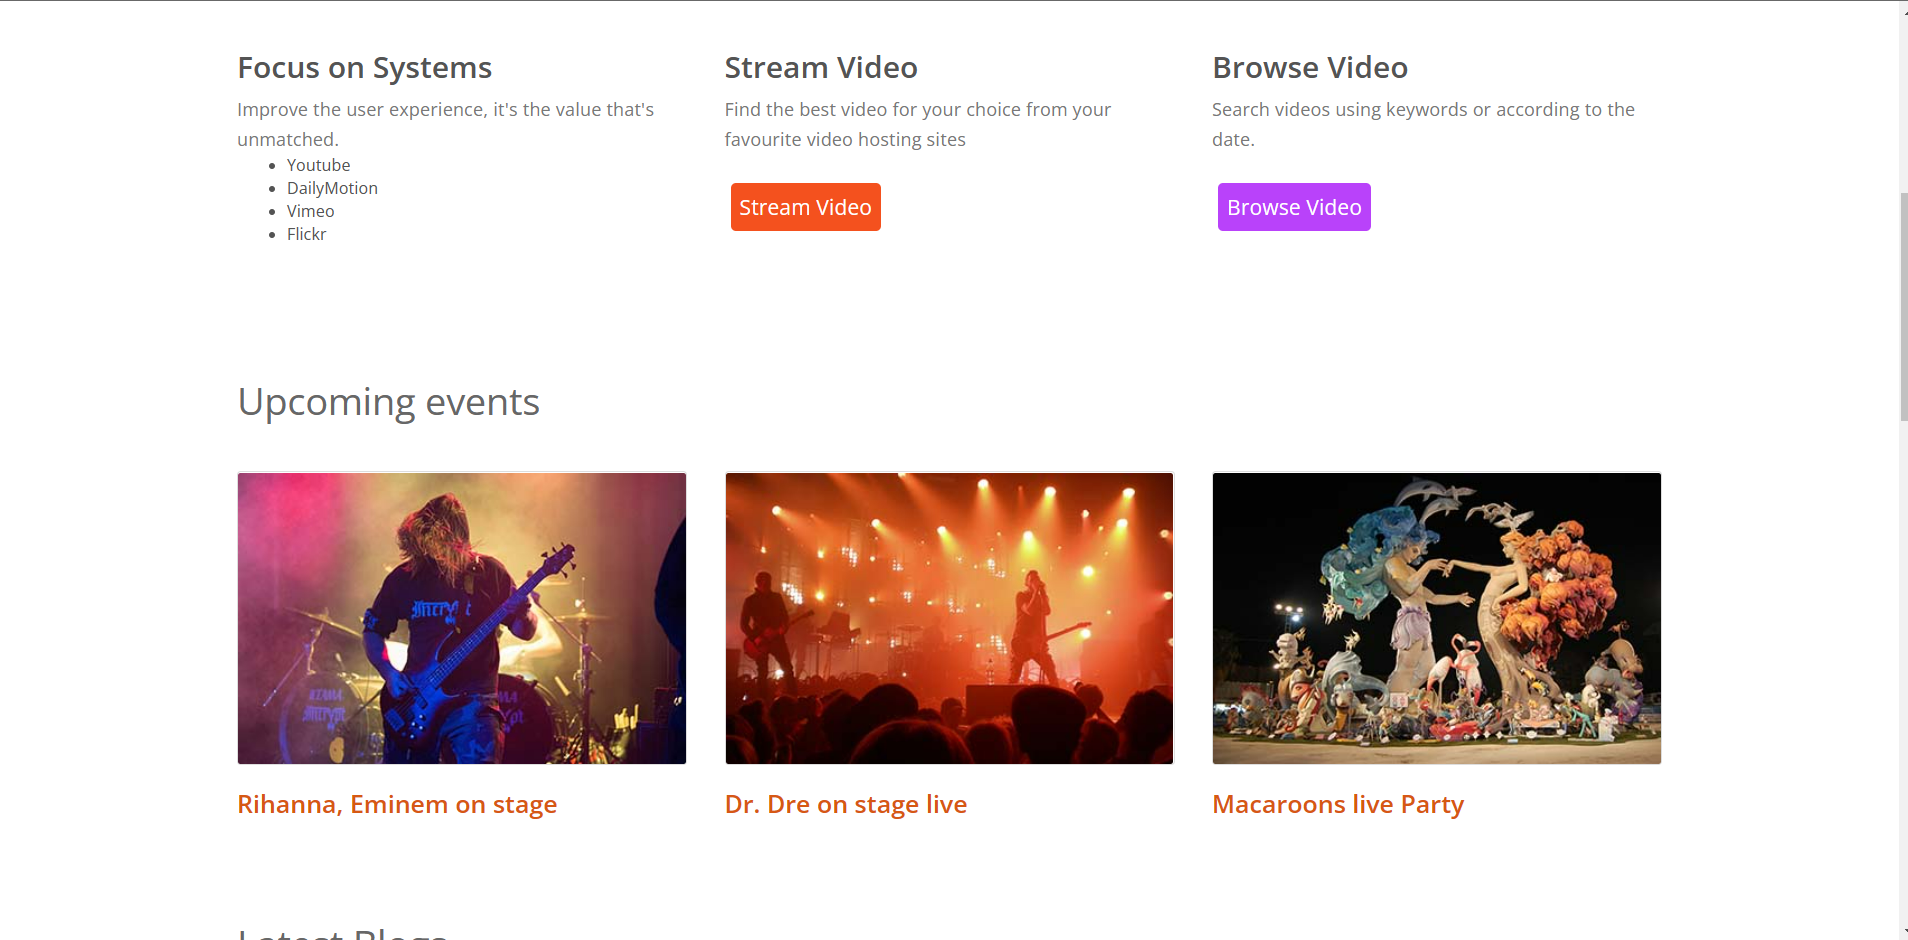 Focus on Systems
Improve the user experience, it's the value that's
unmatched.
Youtube
DailyMotion
Vimeo
Flickr
Stream Video
Find the best video for your choice from your
favourite video hosting sites
Stream Video
Browse Video
Search videos using keywords or according to the
date.
Browse Video
Upcoming events
TAMA
Rihanna, Eminem on stage
Dr. Dre on stage live
Macaroons live Party
Latest Blogs